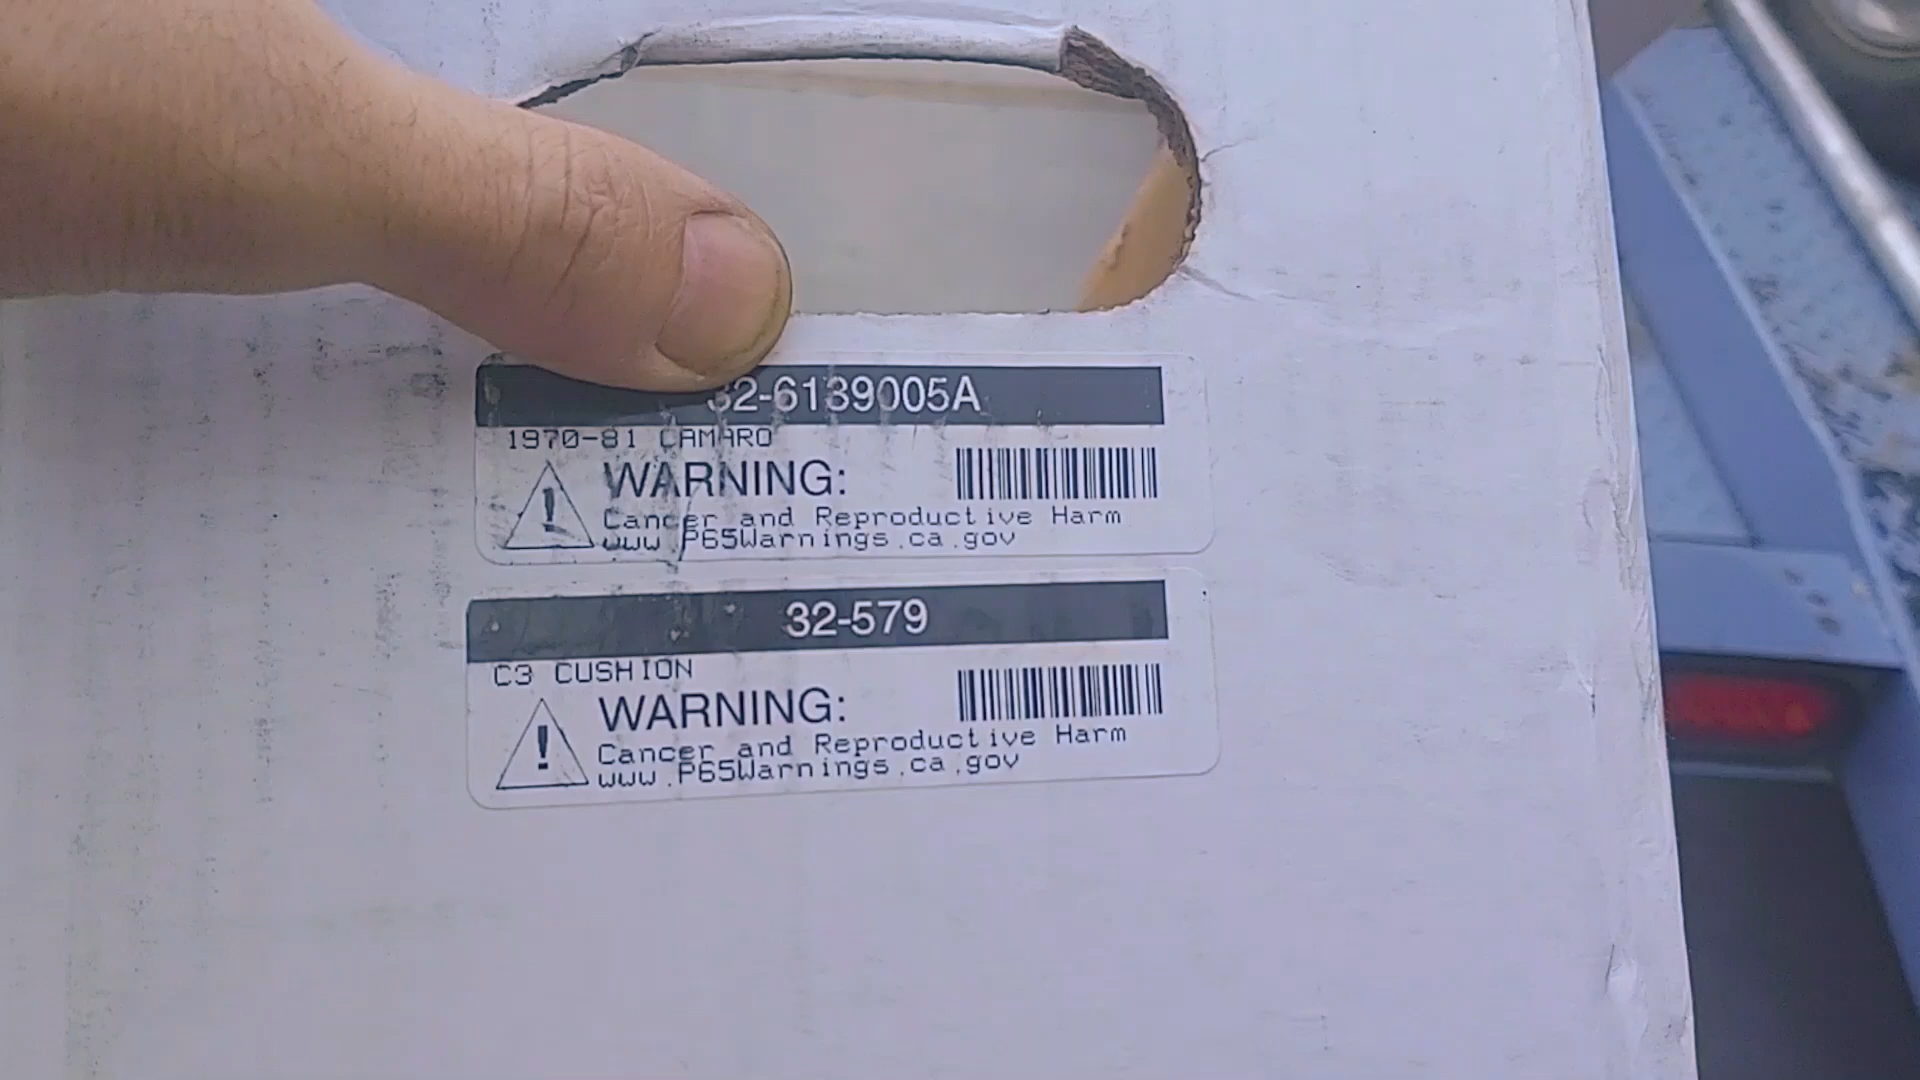 32-6139005A
1970-81 CAMARO
WARNING:
Cancer and Reproductive Harm
www.P65Warnings.ca.gov
32-579
C3 CUSHION
WARNING:
Cancer and Reproductive Harm
www.P65Warnings.ca.gov